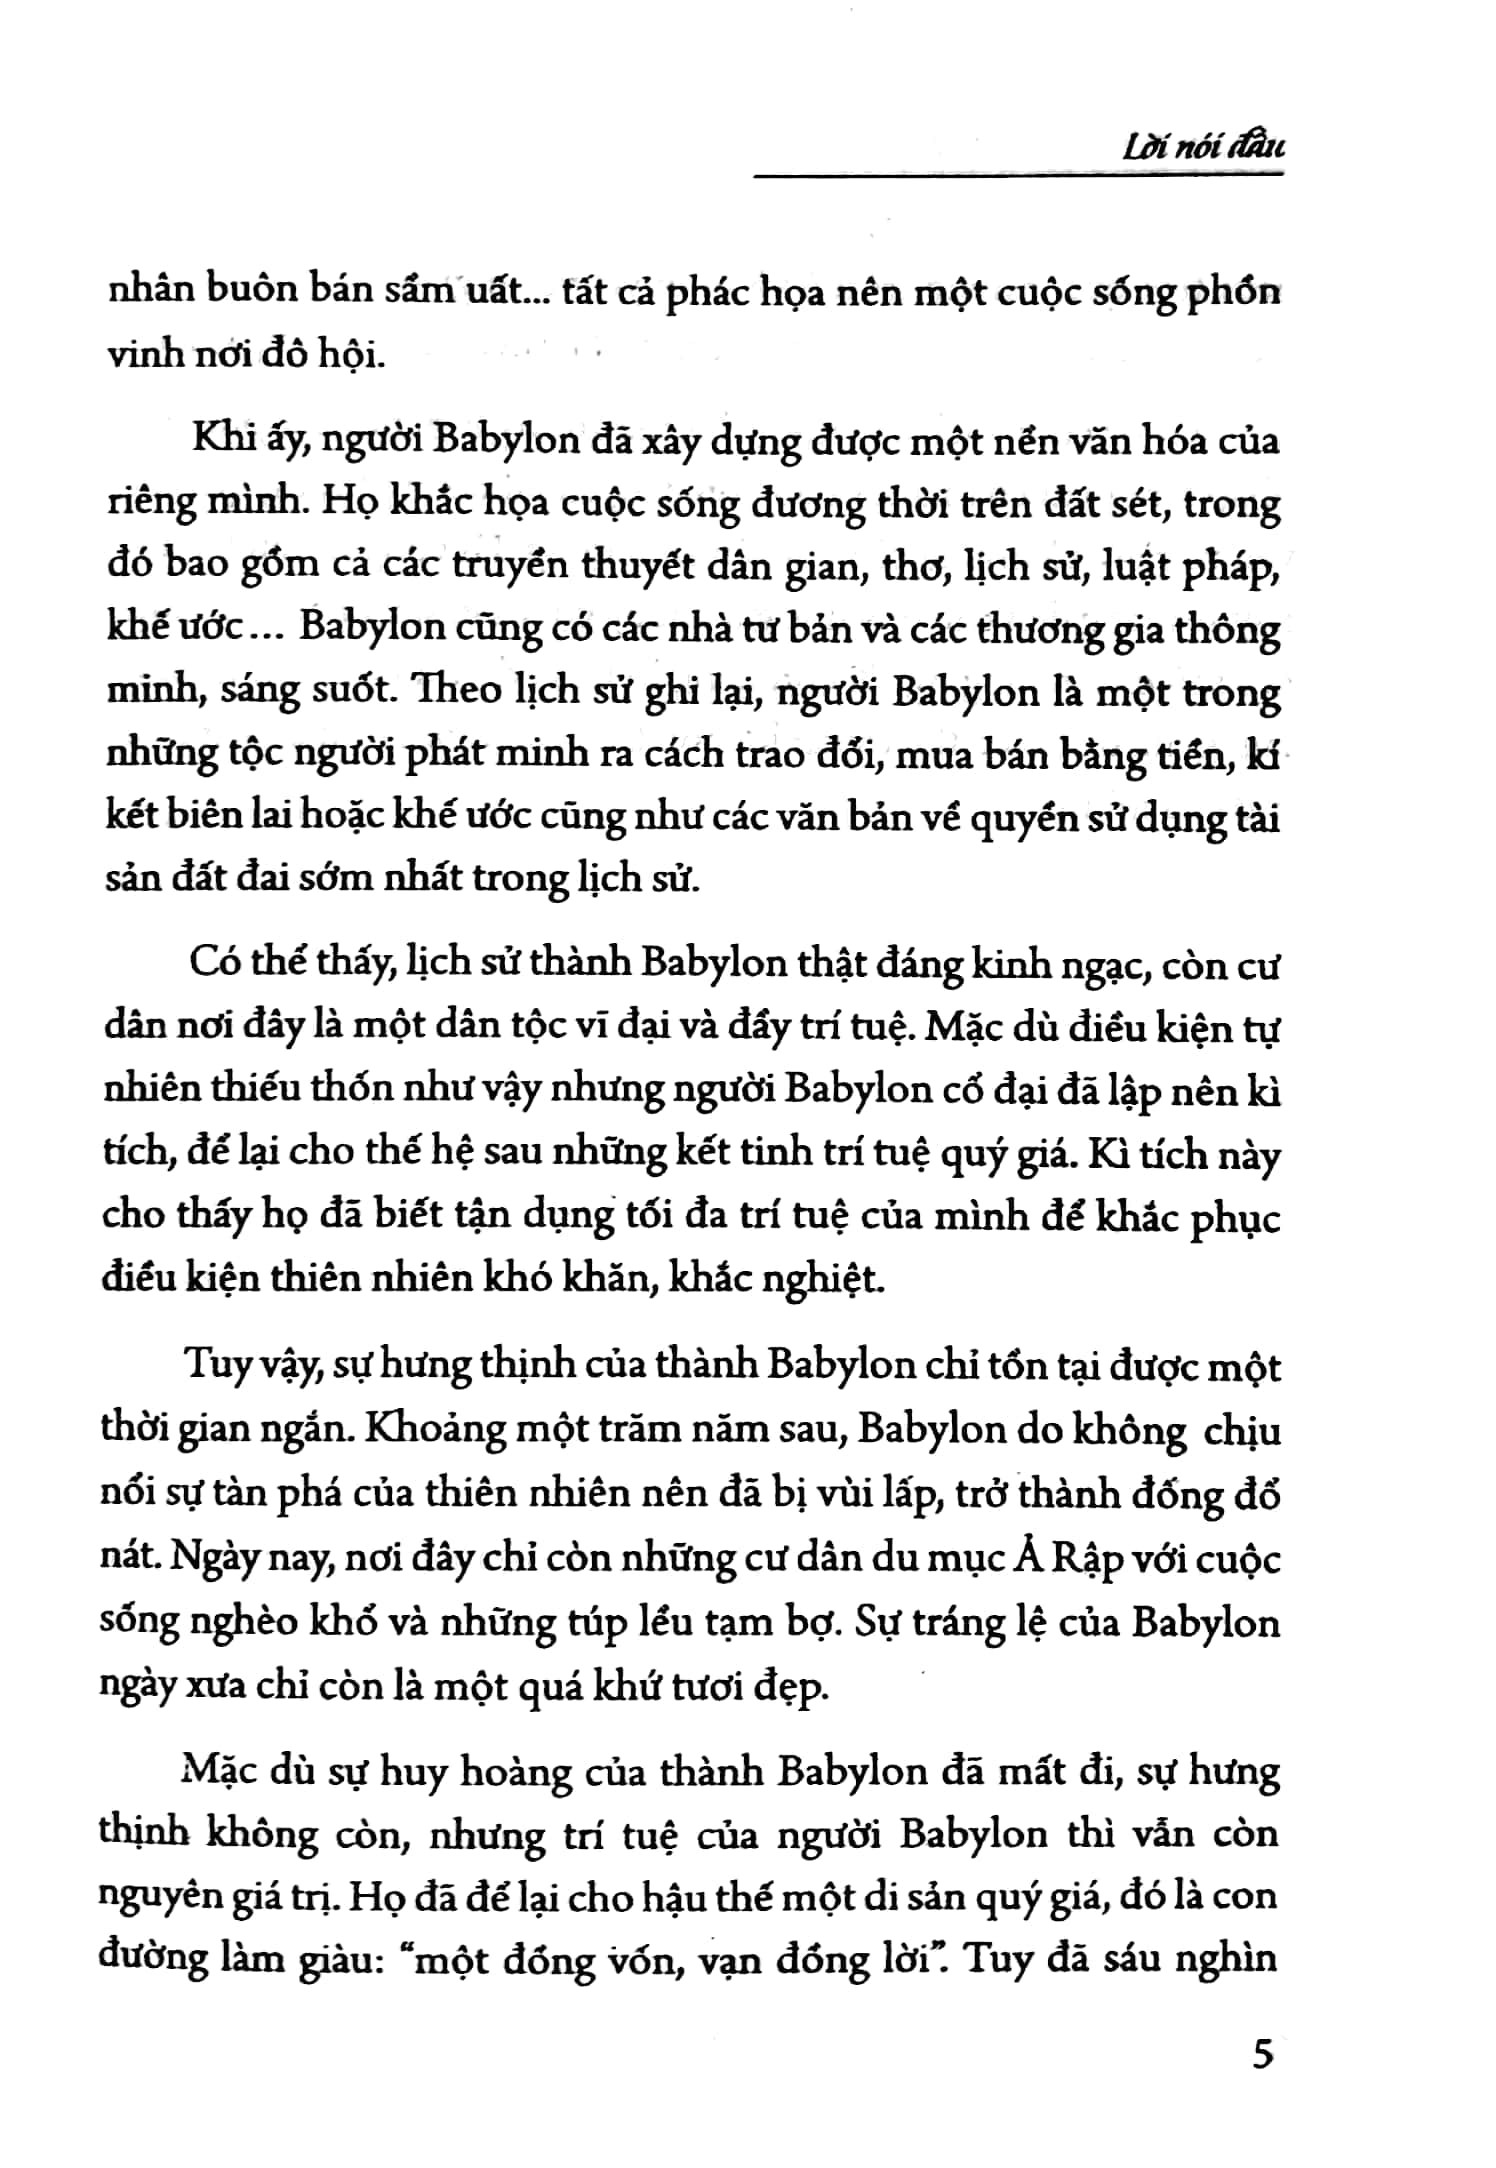 Lời nói đầu
nhân buôn bán sầm uất... tất cả phác họa nên một cuộc sống phồn
vinh nơi đô hội.
Khi ấy, người Babylon đã xây dựng được một nền văn hóa của
riêng mình. Họ khắc họa cuộc sống đương thời trên đất sét, trong
đó bao gồm cả các truyền thuyết dân gian, thơ, lịch sử, luật pháp,
khế ước... Babylon cũng có các nhà tư bản và các thương gia thông
minh, sáng suốt. Theo lịch sử ghi lại, người Babylon là một trong
những tộc người phát minh ra cách trao đổi, mua bán bằng tiền, kí
kết biên lai hoặc khế ước cũng như các văn bản về quyền sử dụng tài
sản đất đai sớm nhất trong lịch sử.
Có thể thấy, lịch sử thành Babylon thật đáng kinh ngạc, còn cư
dân nơi đây là một dân tộc vĩ đại và đầy trí tuệ. Mặc dù điều kiện tự
nhiên thiếu thốn như vậy nhưng người Babylon cổ đại đã lập nên kì
tích, để lại cho thế hệ sau những kết tinh trí tuệ quý giá. Kì tích này
cho thấy họ đã biết tận dụng tối đa trí tuệ của mình để khắc phục
điều kiện thiên nhiên khó khăn, khắc nghiệt.
Tuy vậy, sự hưng thịnh của thành Babylon chỉ tồn tại được một
thời gian ngắn. Khoảng một trăm năm sau, Babylon do không chịu
nổi sự tàn phá của thiên nhiên nên đã bị vùi lấp, trở thành đống đổ
nát. Ngày nay, nơi đây chỉ còn những cư dân du mục Ả Rập với cuộc
sống nghèo khổ và những túp lều tạm bợ. Sự tráng lệ của Babylon
ngày xưa chỉ còn là một quá khứ tươi đẹp.
Mặc dù sự huy hoàng của thành Babylon đã mất đi, sự hưng
thịnh không còn, nhưng trí tuệ của người Babylon thì vẫn còn
nguyên giá trị. Họ đã để lại cho hậu thế một di sản quý giá, đó là con
đường làm giàu: “một đồng vốn, vạn đồng lời”. Tuy đã sáu nghìn
5